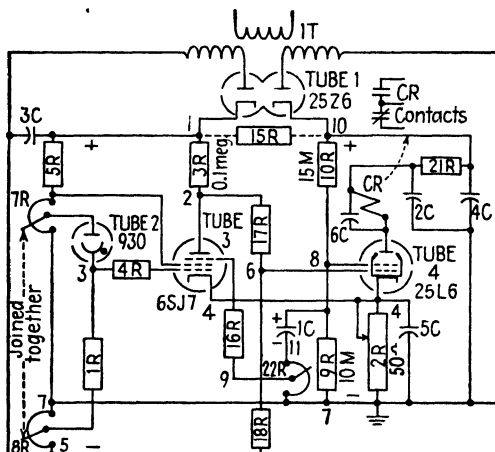 1T
TUBE 1
25Z6
CR
Contacts
3C
1
10
+
15R
+
5R
3R
0.1 meg
15M
10R
CR
21R
7R
2
2C
4C
TUBE 2
930
TUBE
3
17R
6C
TUBE
4
25L6
3
4R
6
8
6SJ7
4
4
Joined
together
16R
+
1C
-
11
5C
1R
9
22R
9R
10M
2R
50Ω
7
7
-
8R
5
-
18R